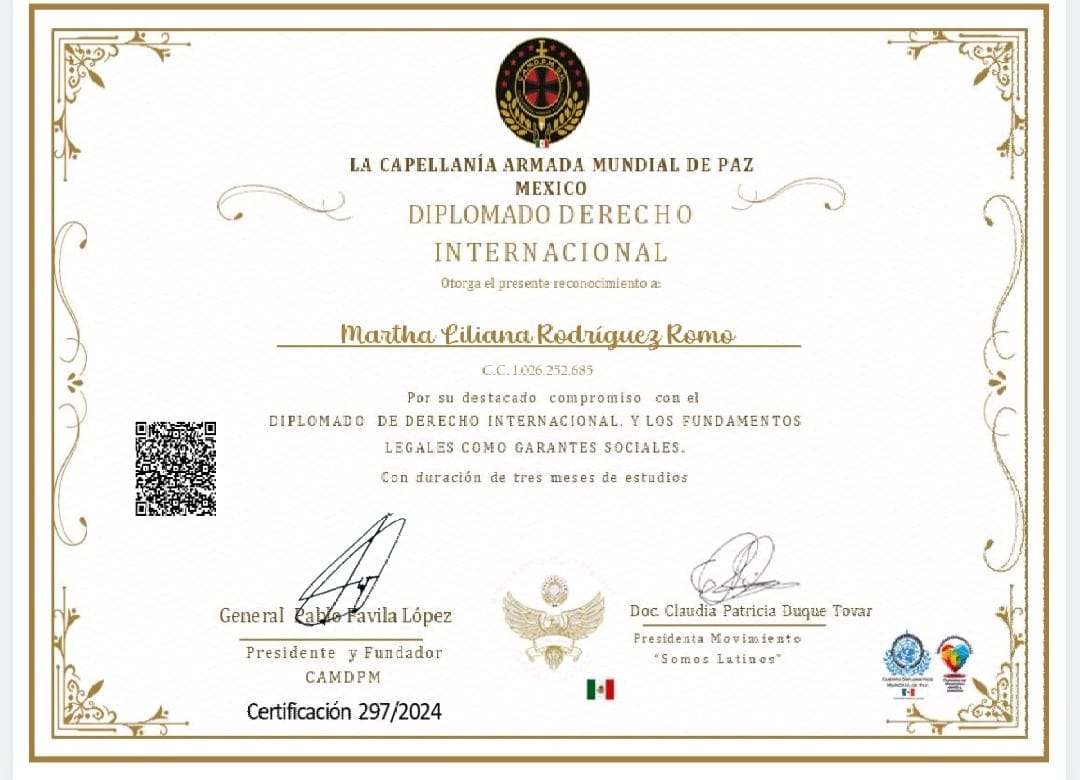 LA CAPELLANÍA ARMADA MUNDIAL DE PAZ
MEXICO
DIPLOMADO DERECHO
INTERNACIONAL
Otorga el presente reconocimiento a:
Martha Liliana Rodríguez Romo
C.C. 1.026.252.685
Por su destacado compromiso con el
DIPLOMADO DE DERECHO INTERNACIONAL. Y LOS FUNDAMENTOS
LEGALES COMO GARANTES SOCIALES.
Con duración de tres meses de estudios
General Pablo Favila López
Presidente y Fundador
CAMDPM
Certificación 297/2024
Doc. Claudia Patricia Duque Tovar
Presidenta Movimiento
"Somos Latinos"
MUNDIAL DE PAZ